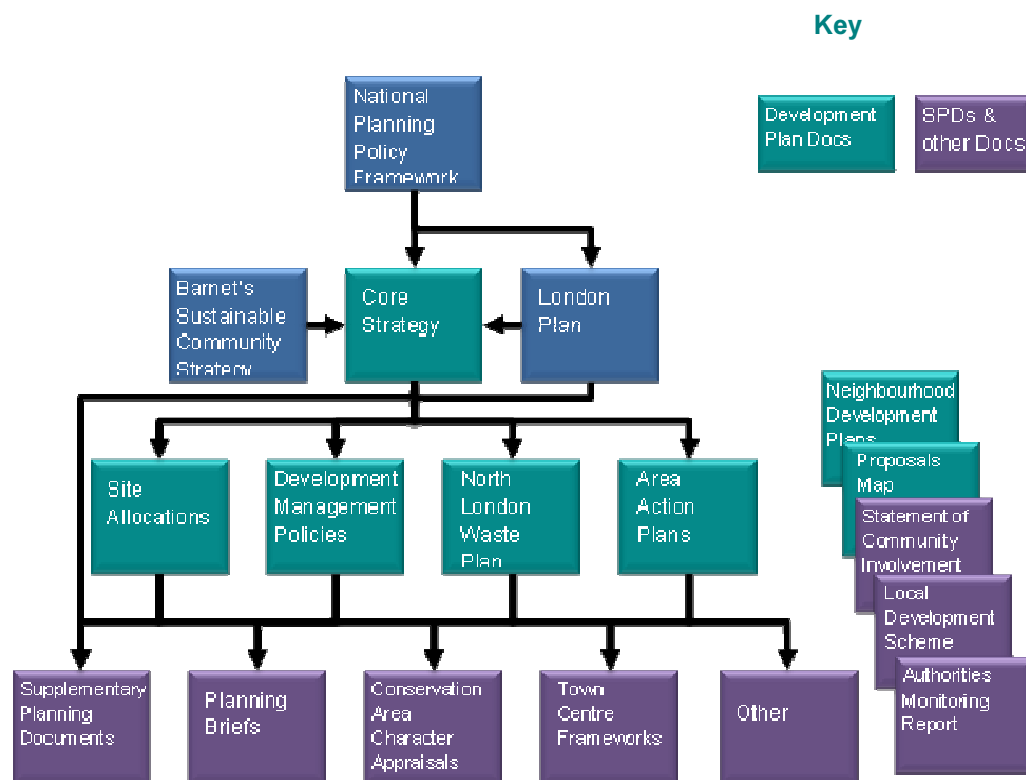 Key
National
Planning
Policy
Framework
Development
Plan Docs
SPDs &
other Docs
Barnet's
Sustainable
Community
Strategy
Core
Strategy
London
Plan
Neighbourhood
Development
Plans
Proposals
Map
Statement of
Community
Involvement
Local
Development
Scheme
Authorities
Monitoring
Report
Site
Allocations
Development
Management
Policies
North
London
Waste
Plan
Area
Action
Plans
Supplementary
Planning
Documents
Planning
Briefs
Conservation
Area
Character
Appraisals
Town
Centre
Frameworks
Other